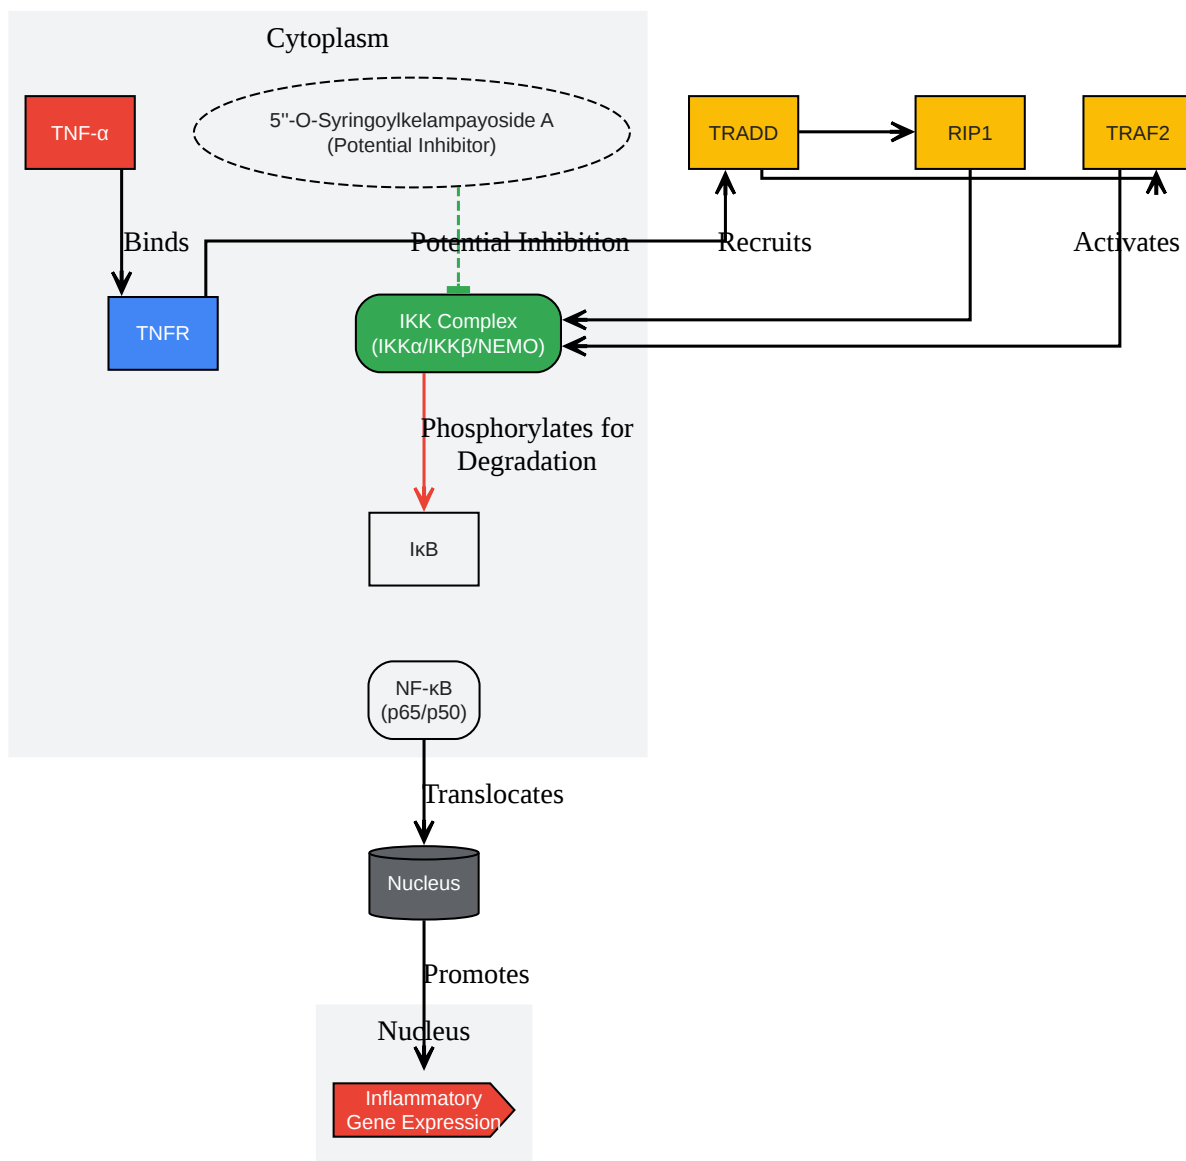 Cytoplasm
TNF-α
5''-O-Syringoylkelampayoside A
(Potential Inhibitor)
TRADD
RIP1
TRAF2
Binds
Potential Inhibition
Recruits
Activates
TNFR
IKK Complex
(IKKα/IKKβ/NEMO)
Phosphorylates for
Degradation
IκB
NF-κB
(p65/p50)
Translocates
Nucleus
Promotes
Nucleus
Inflammatory
Gene Expression